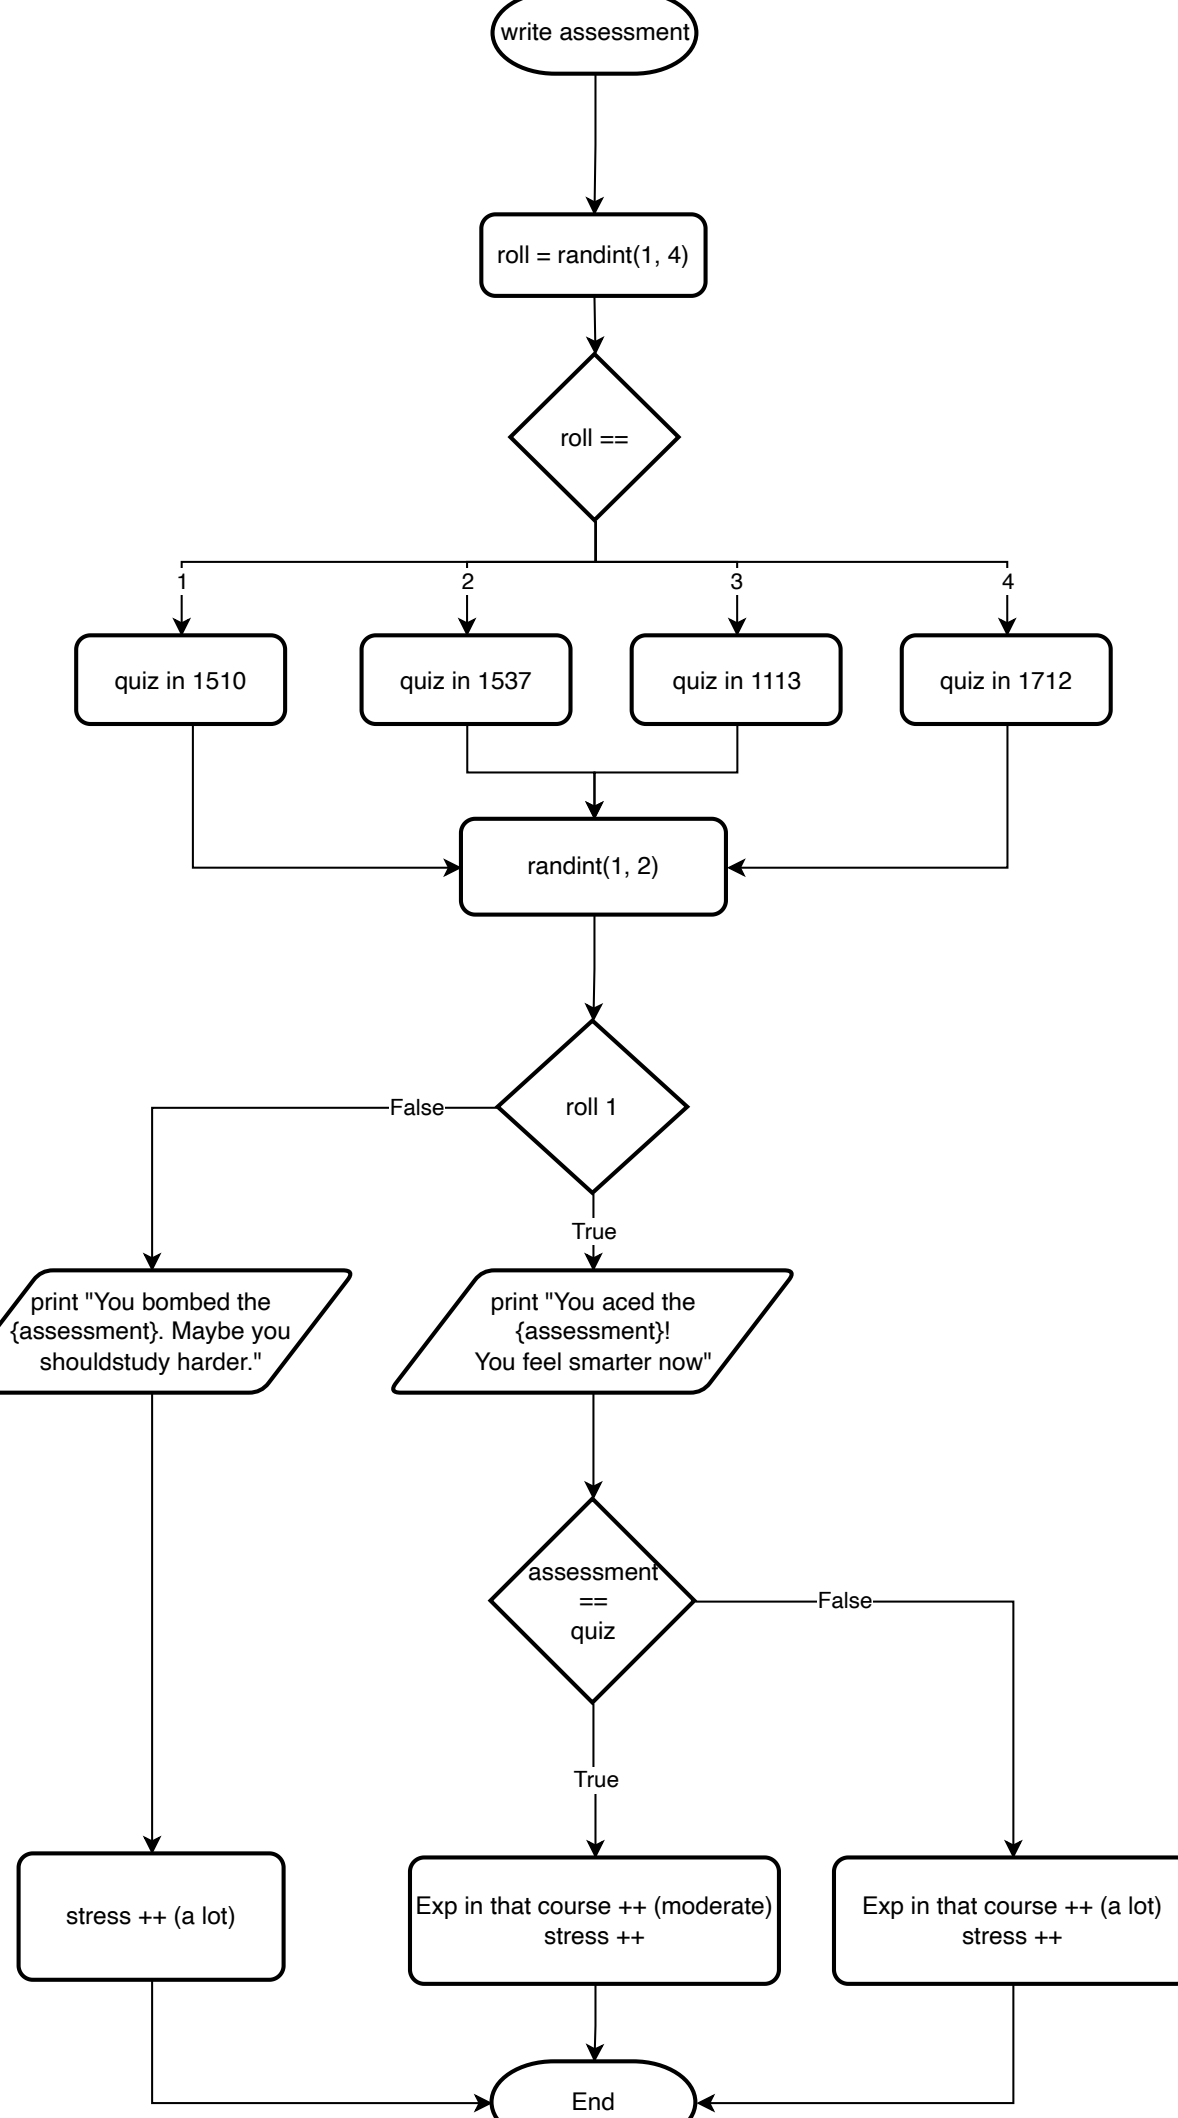 write assessment
roll = randint(1, 4)
roll ==
1
2
3
4
quiz in 1510
quiz in 1537
quiz in 1113
quiz in 1712
randint(1, 2)
roll 1
False
True
print "You bombed the
{assessment}. Maybe you
shouldstudy harder."
print "You aced the
{assessment}!
You feel smarter now"
assessment
==
quiz
False
True
stress ++ (a lot)
Exp in that course ++ (moderate)
stress ++
Exp in that course ++ (a lot)
stress ++
End